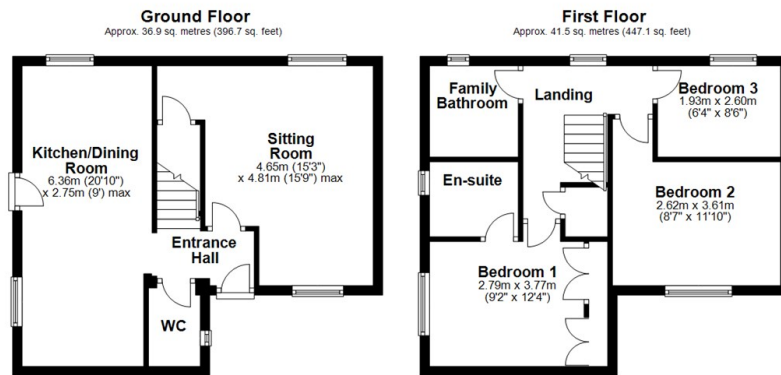 Ground Floor
Approx. 36.9 sq. metres (396.7 sq. feet)
Kitchen/Dining
Room
6.36m (20'10")
x 2.75m (9') max
Sitting
Room
4.65m (15'3")
x 4.81m (15'9") max
Entrance
Hall
WC
First Floor
Approx. 41.5 sq. metres (447.1 sq. feet)
Family
Bathroom
Landing
Bedroom 3
1.93m x 2.60m
(6'4" x 8'6")
En-suite
Bedroom 2
2.62m x 3.61m
(8'7" x 11'10")
Bedroom 1
2.79m x 3.77m
(9'2" x 12'4")